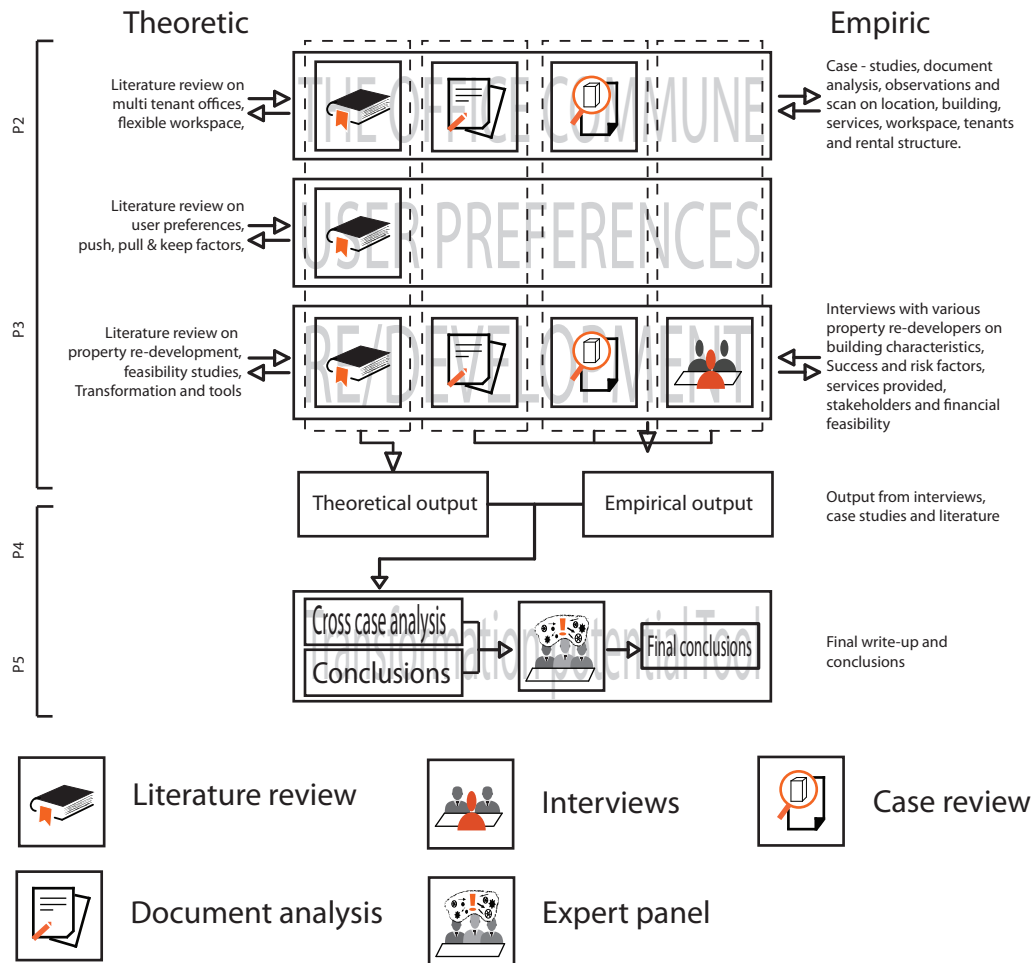 Theoretic
Empiric
P2
Literature review on
multi tenant offices,
flexible workspace,
THE OFFICE COMMUNE
Case - studies, document
analysis, observations and
scan on location, building,
services, workspace, tenants
and rental structure.
Literature review on
user preferences,
push, pull & keep factors,
USER PREFERENCES
P3
Literature review on
property re-development,
feasibility studies,
Transformation and tools
RE/DEVELOPMENT
Interviews with various
property re-developers on
building characteristics,
Success and risk factors,
services provided,
stakeholders and financial
feasibility
Theoretical output
Empirical output
Output from interviews,
case studies and literature
P4
Transformation potential Tool
Cross case analysis
Conclusions
Final conclusions
Final write-up and
conclusions
P5
Literature review
Interviews
Case review
Document analysis
Expert panel